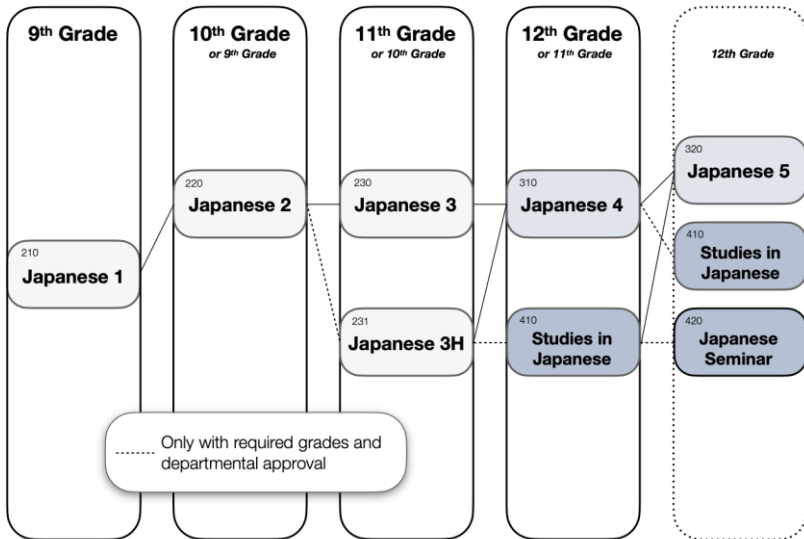 9th Grade
10th Grade
or 9th Grade
11th Grade
or 10th Grade
12th Grade
or 11th Grade
12th Grade
210
Japanese 1
220
Japanese 2
230
Japanese 3
231
Japanese 3H
310
Japanese 4
410
Studies in
Japanese
320
Japanese 5
410
Studies in
Japanese
420
Japanese
Seminar
Only with required grades and
departmental approval